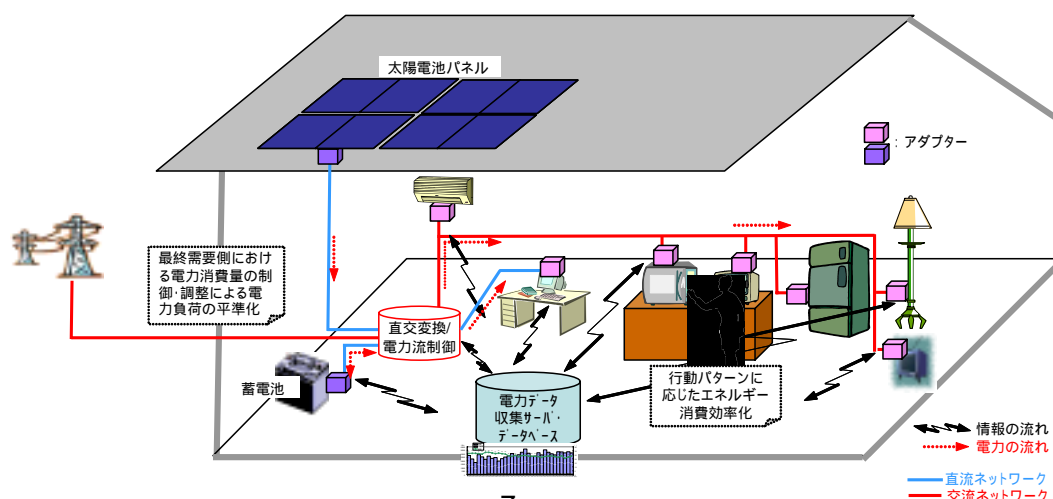 太陽電池パネル
: アダプター
最終需要側におけ
る電力消費量の制
御・調整による電
力負荷の平準化
直交変換/
電力流制御
蓄電池
電力データ
収集サーバ・
データベース
行動パターンに
応じたエネルギー
消費効率化
情報の流れ
電力の流れ
直流ネットワーク
交流ネットワーク